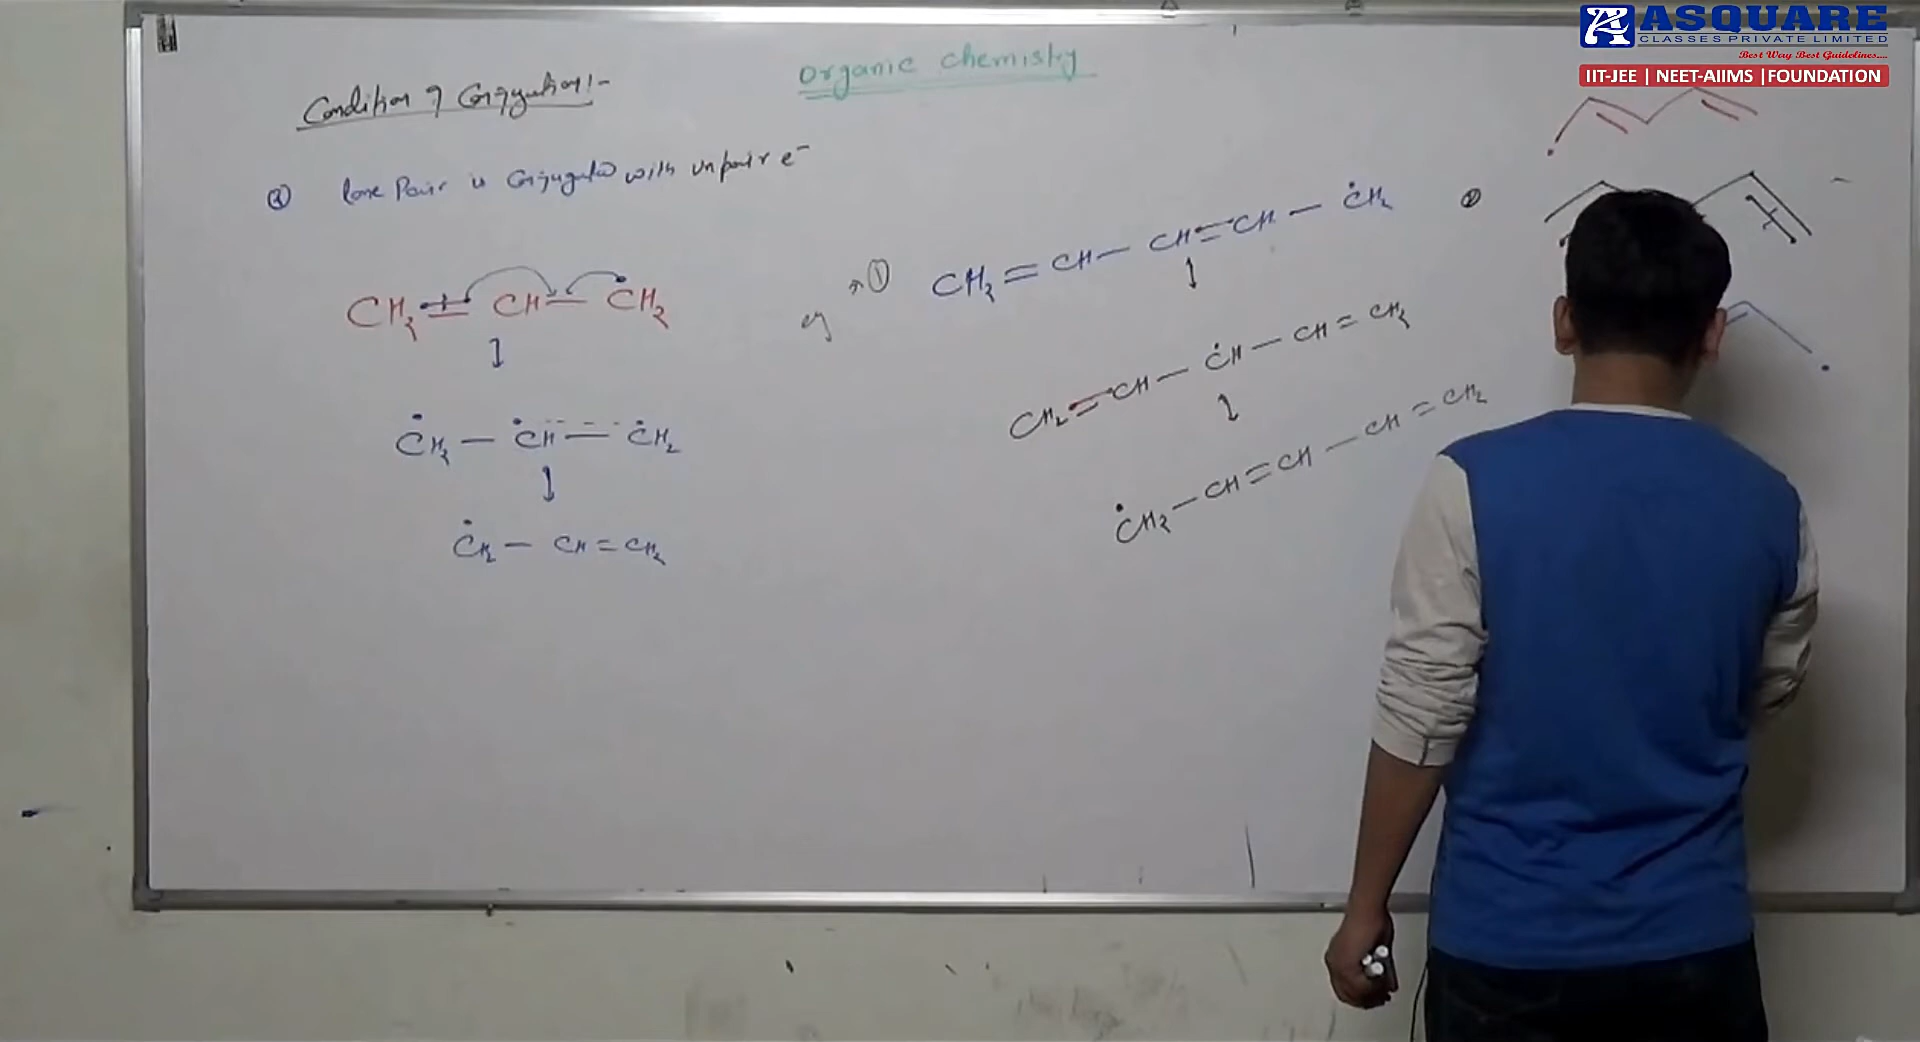 ASQUARE
CLASSES PRIVATE LIMITED
Best Way Best Guidelines....
IIT-JEE | NEET-AIIMS | FOUNDATION
Organic chemistry
Condition of Conjugation:-
lone Pair is Conjugated with unpair e⁻
CH₂ = CH – ĊH₂
ĊH₂ – ĊH – ĊH₂
ĊH₂ – CH = CH₂
eg ① CH₂ = CH – CH = CH – ĊH₂
CH₂ = CH – ĊH – CH = CH₂
ĊH₂ – CH = CH – CH = CH₂
②